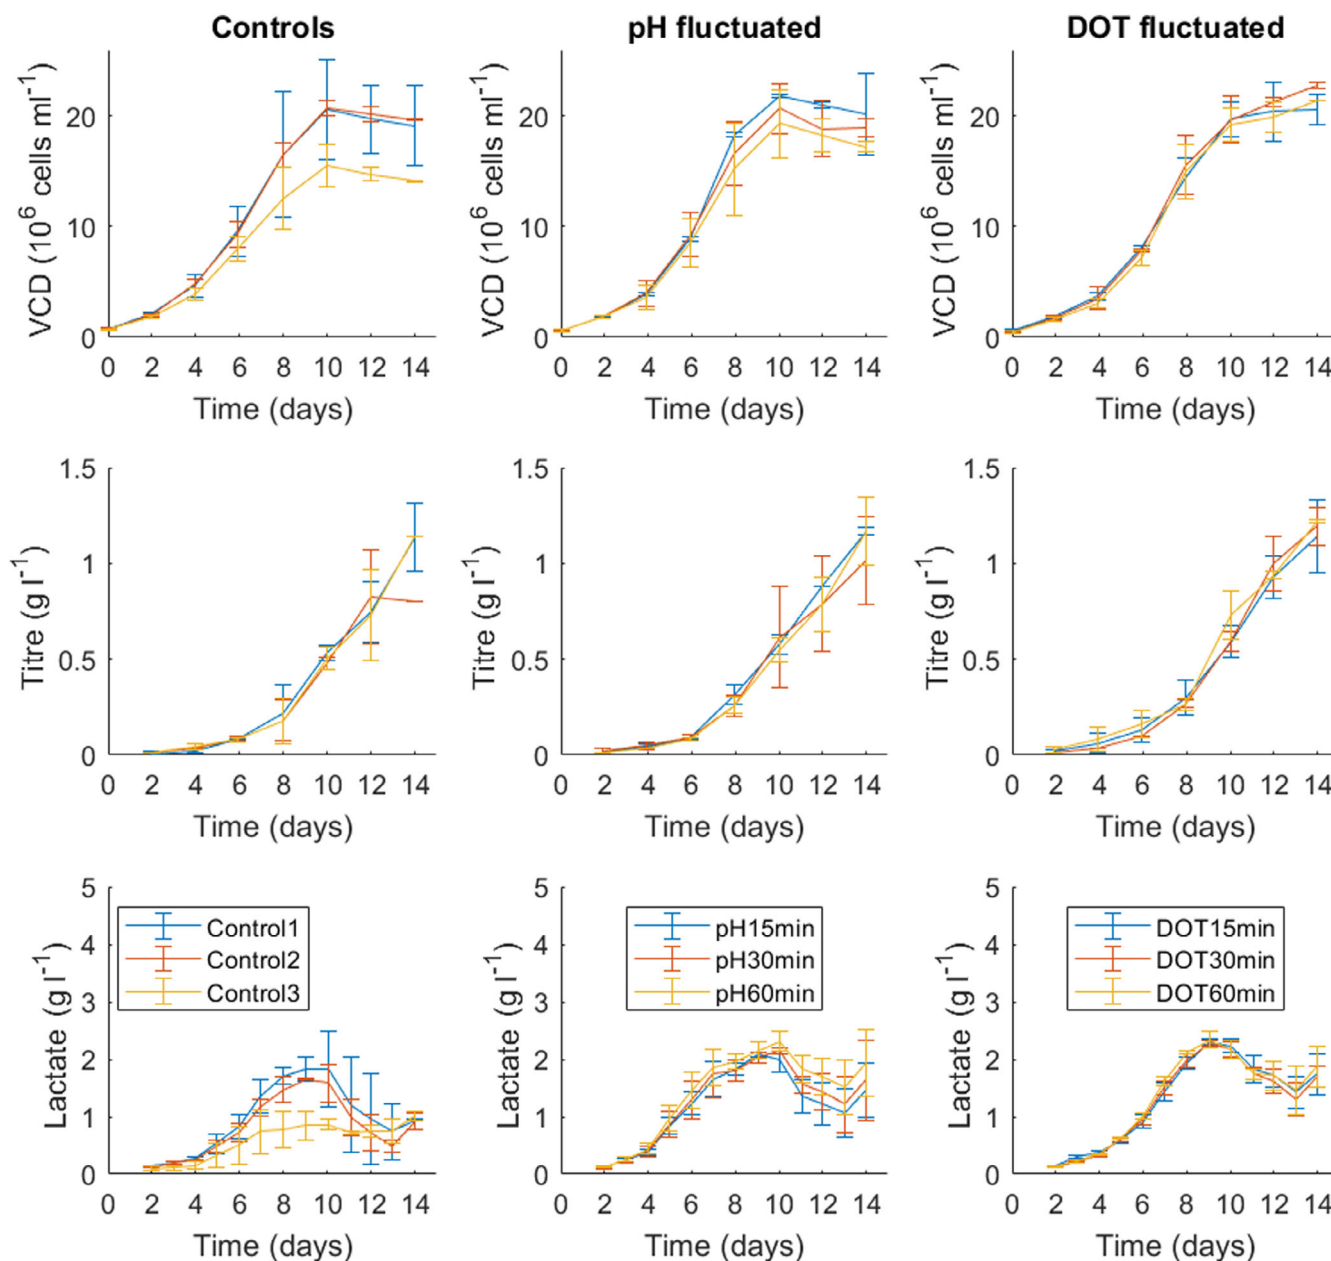 Controls
pH fluctuated
DOT fluctuated
VCD (10⁶ cells ml⁻¹)
20
10
0
0 2 4 6 8 10 12 14
Time (days)
VCD (10⁶ cells ml⁻¹)
20
10
0
0 2 4 6 8 10 12 14
Time (days)
VCD (10⁶ cells ml⁻¹)
20
10
0
0 2 4 6 8 10 12 14
Time (days)
Titre (g l⁻¹)
1.5
1
0.5
0
0 2 4 6 8 10 12 14
Time (days)
Titre (g l⁻¹)
1.5
1
0.5
0
0 2 4 6 8 10 12 14
Time (days)
Titre (g l⁻¹)
1.5
1
0.5
0
0 2 4 6 8 10 12 14
Time (days)
Lactate (g l⁻¹)
5
4
3
2
1
0
Control1
Control2
Control3
0 2 4 6 8 10 12 14
Time (days)
Lactate (g l⁻¹)
5
4
3
2
1
0
pH15min
pH30min
pH60min
0 2 4 6 8 10 12 14
Time (days)
Lactate (g l⁻¹)
5
4
3
2
1
0
DOT15min
DOT30min
DOT60min
0 2 4 6 8 10 12 14
Time (days)